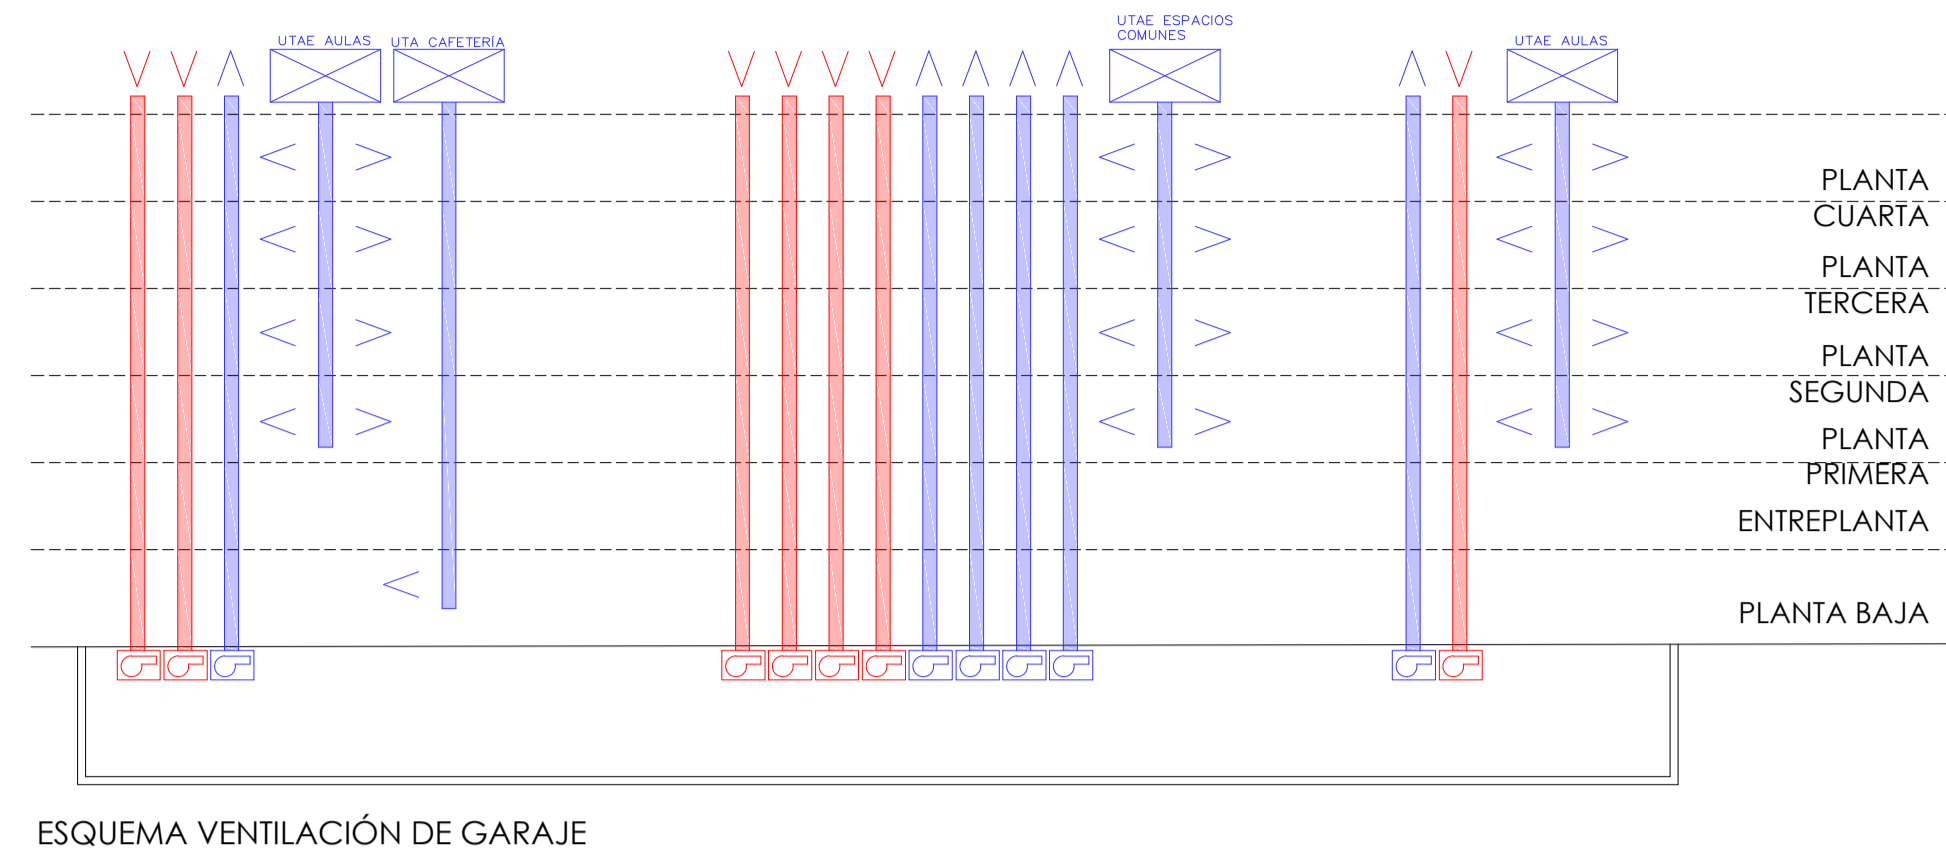 UTAE ESPACIOS
COMUNES
UTAE AULAS
UTA CAFETERÍA
UTAE AULAS
PLANTA
CUARTA
PLANTA
TERCERA
PLANTA
SEGUNDA
PLANTA
PRIMERA
ENTREPLANTA
PLANTA BAJA
ESQUEMA VENTILACIÓN DE GARAJE